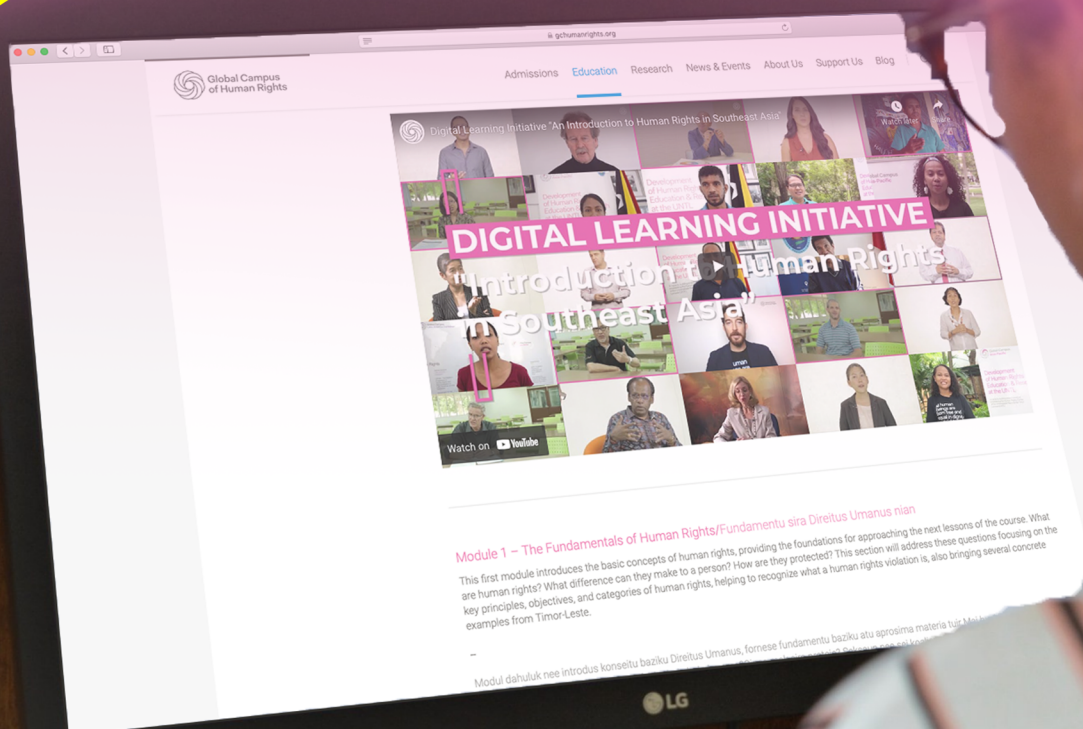 gchumanrights.org
Global Campus
of Human Rights
Admissions Education Research News & Events About Us Support Us Blog
Digital Learning Initiative "An Introduction to Human Rights in Southeast Asia"
Watch later Share
DIGITAL LEARNING INITIATIVE
"Introduction to Human Rights
in Southeast Asia"
Watch on YouTube
Module 1 – The Fundamentals of Human Rights/Fundamentu sira Direitus Umanus nian
This first module introduces the basic concepts of human rights, providing the foundations for approaching the next lessons of the course. What
are human rights? What difference can they make to a person? How are they protected? This section will address these questions focusing on the
key principles, objectives, and categories of human rights, helping to recognize what a human rights violation is, also bringing several concrete
examples from Timor-Leste.
–
Modul dahuluk nee introdus konseitu baziku Direitus Umanus, fornese fundamentu baziku atu aprosima materia tuir
LG